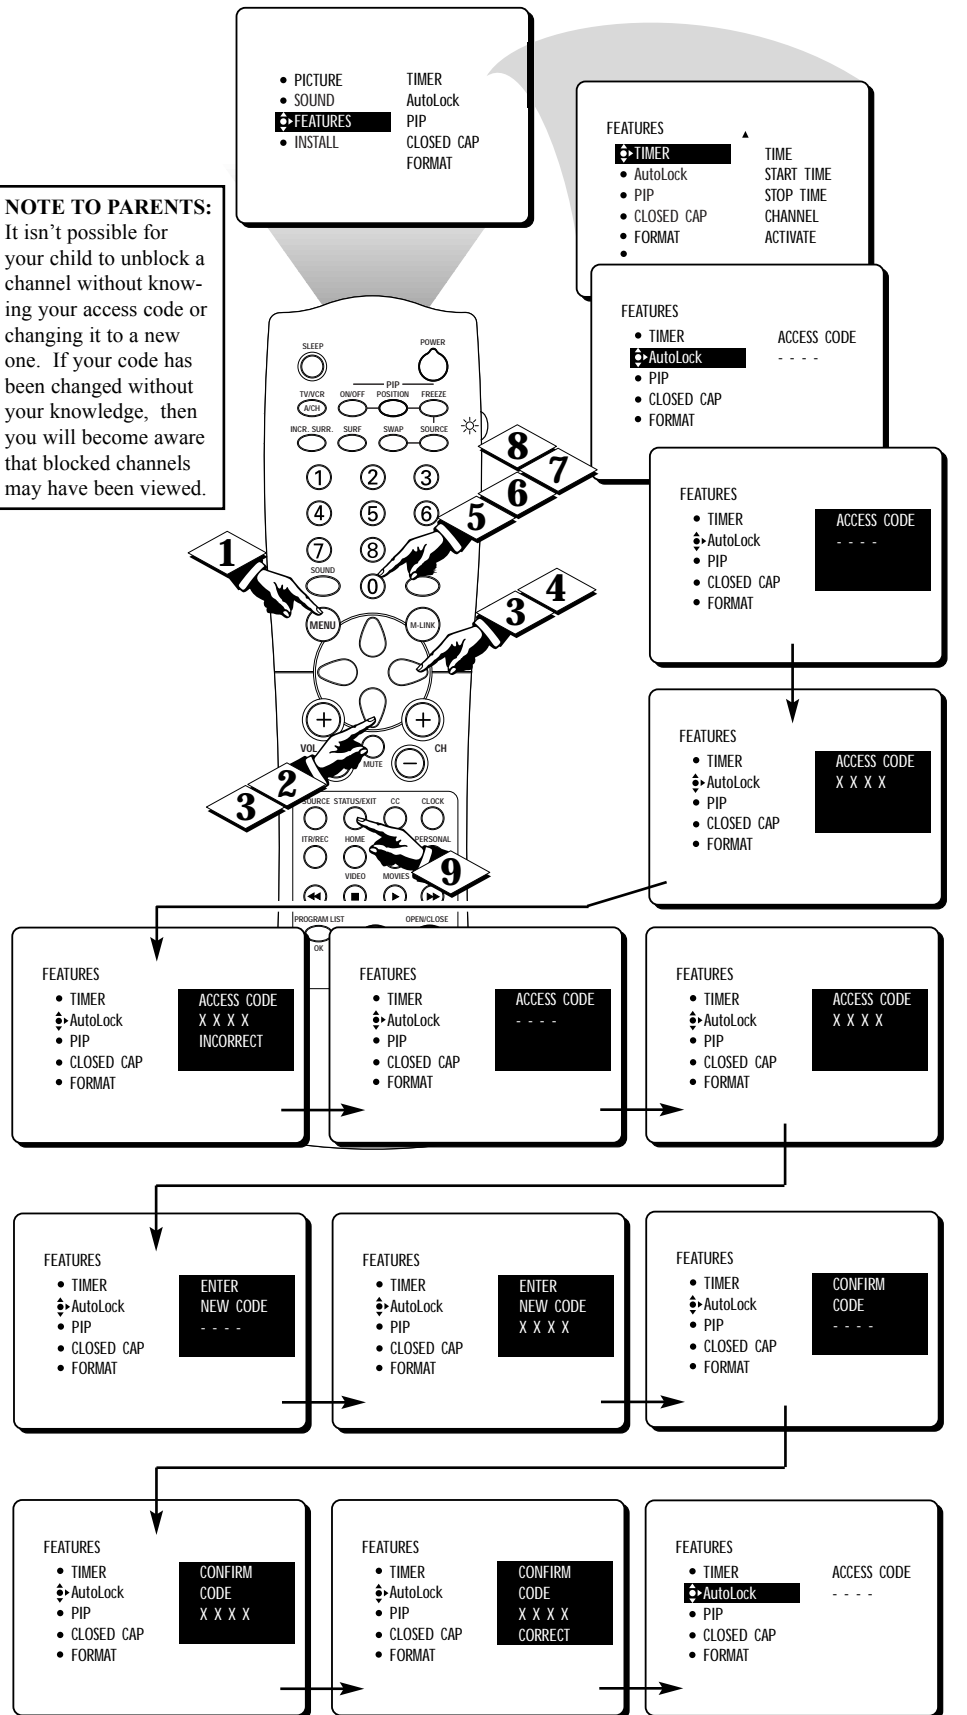 • PICTURE TIMER
• SOUND AutoLock
FEATURES PIP
• INSTALL CLOSED CAP
FORMAT
FEATURES
TIMER TIME
• AutoLock START TIME
• PIP STOP TIME
• CLOSED CAP CHANNEL
• FORMAT ACTIVATE
•
NOTE TO PARENTS:
It isn't possible for
your child to unblock a
channel without know-
ing your access code or
changing it to a new
one. If your code has
been changed without
your knowledge, then
you will become aware
that blocked channels
may have been viewed.
FEATURES
• TIMER ACCESS CODE
AutoLock - - - -
• PIP
• CLOSED CAP
• FORMAT
SLEEP POWER
PIP
TV/VCR ON/OFF POSITION FREEZE
A/CH
INCR. SURR. SURF SWAP SOURCE
1 2 3
4 5 6
7 8
SOUND
0
MENU M-LINK
+ +
VOL CH
MUTE −
SOURCE STATUS/EXIT CC CLOCK
ITR/REC HOME PERSONAL
VIDEO MOVIES
PROGRAM LIST OPEN/CLOSE
OK
8
7
6
5
1
4
3
2
3
9
FEATURES
• TIMER ACCESS CODE
AutoLock - - - -
• PIP
• CLOSED CAP
• FORMAT
FEATURES
• TIMER ACCESS CODE
AutoLock X X X X
• PIP
• CLOSED CAP
• FORMAT
FEATURES
• TIMER ACCESS CODE
AutoLock X X X X
• PIP INCORRECT
• CLOSED CAP
• FORMAT
FEATURES
• TIMER ACCESS CODE
AutoLock - - - -
• PIP
• CLOSED CAP
• FORMAT
FEATURES
• TIMER ACCESS CODE
AutoLock X X X X
• PIP
• CLOSED CAP
• FORMAT
FEATURES
• TIMER ENTER
AutoLock NEW CODE
• PIP - - - -
• CLOSED CAP
• FORMAT
FEATURES
• TIMER ENTER
AutoLock NEW CODE
• PIP X X X X
• CLOSED CAP
• FORMAT
FEATURES
• TIMER CONFIRM
AutoLock CODE
• PIP - - - -
• CLOSED CAP
• FORMAT
FEATURES
• TIMER CONFIRM
AutoLock CODE
• PIP X X X X
• CLOSED CAP
• FORMAT
FEATURES
• TIMER CONFIRM
AutoLock CODE
• PIP X X X X
• CLOSED CAP CORRECT
• FORMAT
FEATURES
• TIMER ACCESS CODE
AutoLock - - - -
• PIP
• CLOSED CAP
• FORMAT